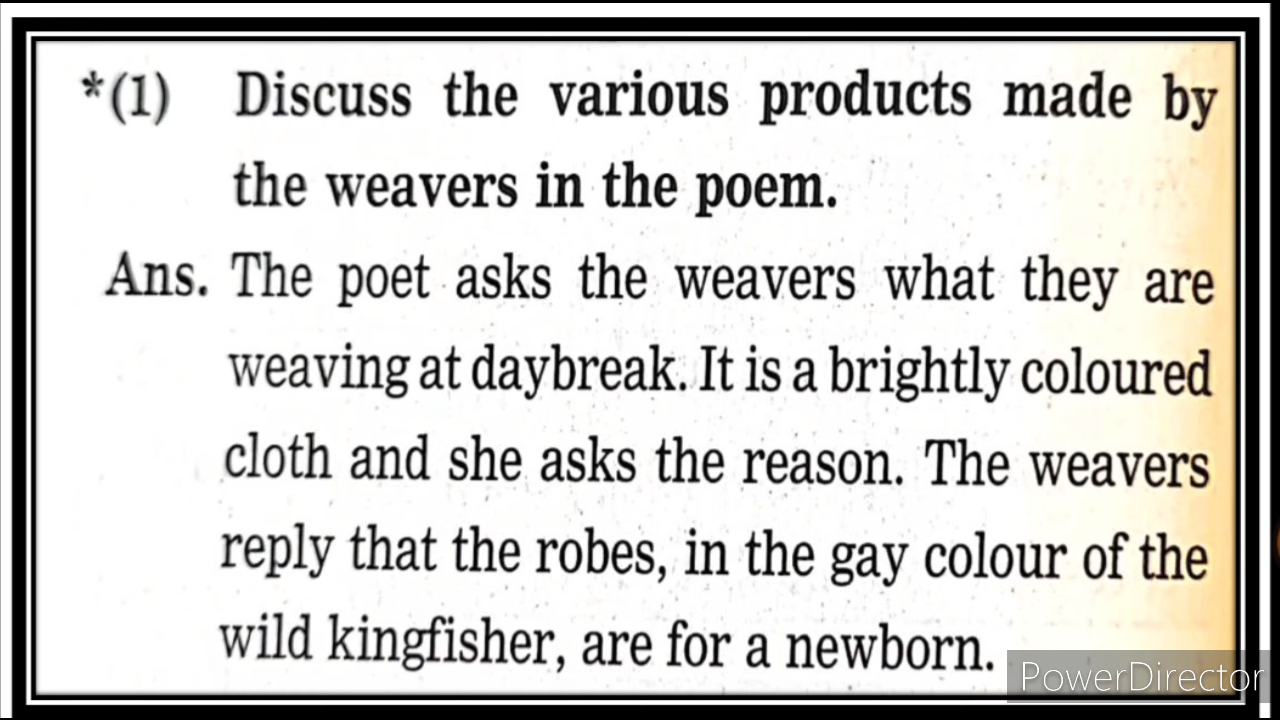 *(1) Discuss the various products made by
the weavers in the poem.
Ans. The poet asks the weavers what they are
weaving at daybreak. It is a brightly coloured
cloth and she asks the reason. The weavers
reply that the robes, in the gay colour of the
wild kingfisher, are for a newborn.
PowerDirector